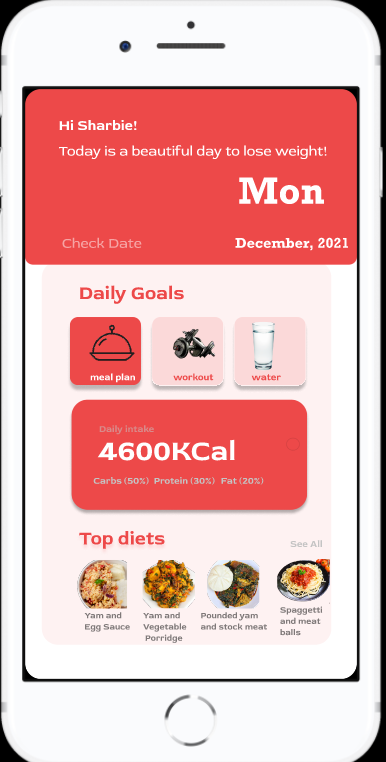 Hi Sharbie!
Today is a beautiful day to lose weight!
Mon
Check Date December, 2021
Daily Goals
meal plan workout water
Daily intake
4600KCal
Carbs (50%) Protein (30%) Fat (20%)
Top diets
See All
Yam and
Egg Sauce
Yam and
Vegetable
Porridge
Pounded yam
and stock meat
Spaggetti
and meat
balls